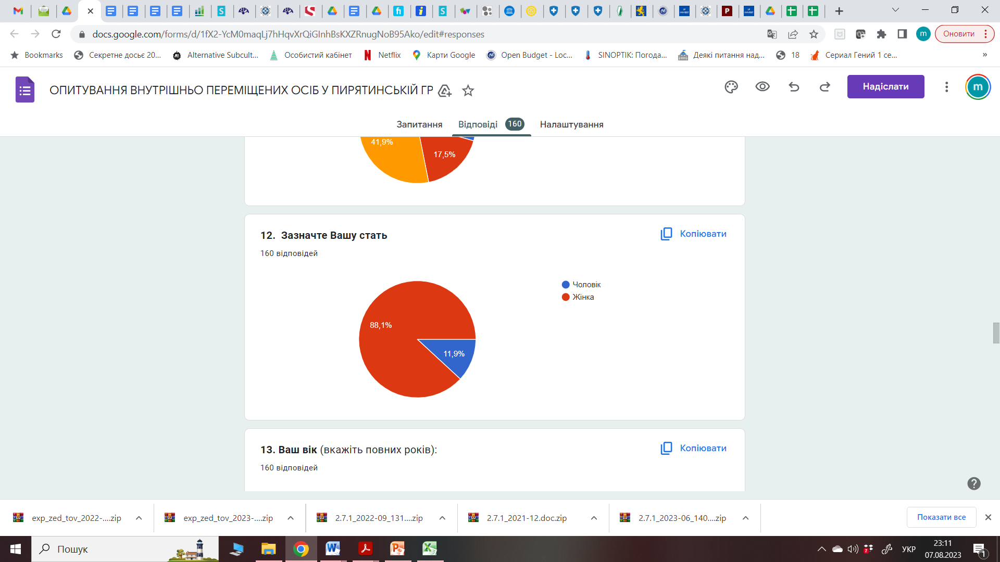 docs.google.com/forms/d/1fX2-YcM0maqLj7hHqvXrQiGInhBsKXZRnugNoB95Ako/edit#responses
m
Оновити
Bookmarks
Секретне досьє 20...
Alternative Subcult...
Особистий кабінет
Netflix
Карти Google
Open Budget - Loc...
SINOPTIK: Погода...
Деякі питання над...
18
Сериал Гений 1 се...
»
ОПИТУВАННЯ ВНУТРІШНЬО ПЕРЕМІЩЕНИХ ОСІБ У ПИРЯТИНСЬКІЙ ГР
Надіслати
m
Запитання
Відповіді 160
Налаштування
41,9%
17,5%
12. Зазначте Вашу стать
Копіювати
160 відповідей
Чоловік
Жінка
88,1%
11,9%
13. Ваш вік (вкажіть повних років):
Копіювати
160 відповідей
exp_zed_tov_2022-....zip
exp_zed_tov_2023-....zip
2.7.1_2022-09_131....zip
2.7.1_2021-12.doc.zip
2.7.1_2023-06_140....zip
Показати все
Пошук
УКР
23:11
07.08.2023
1